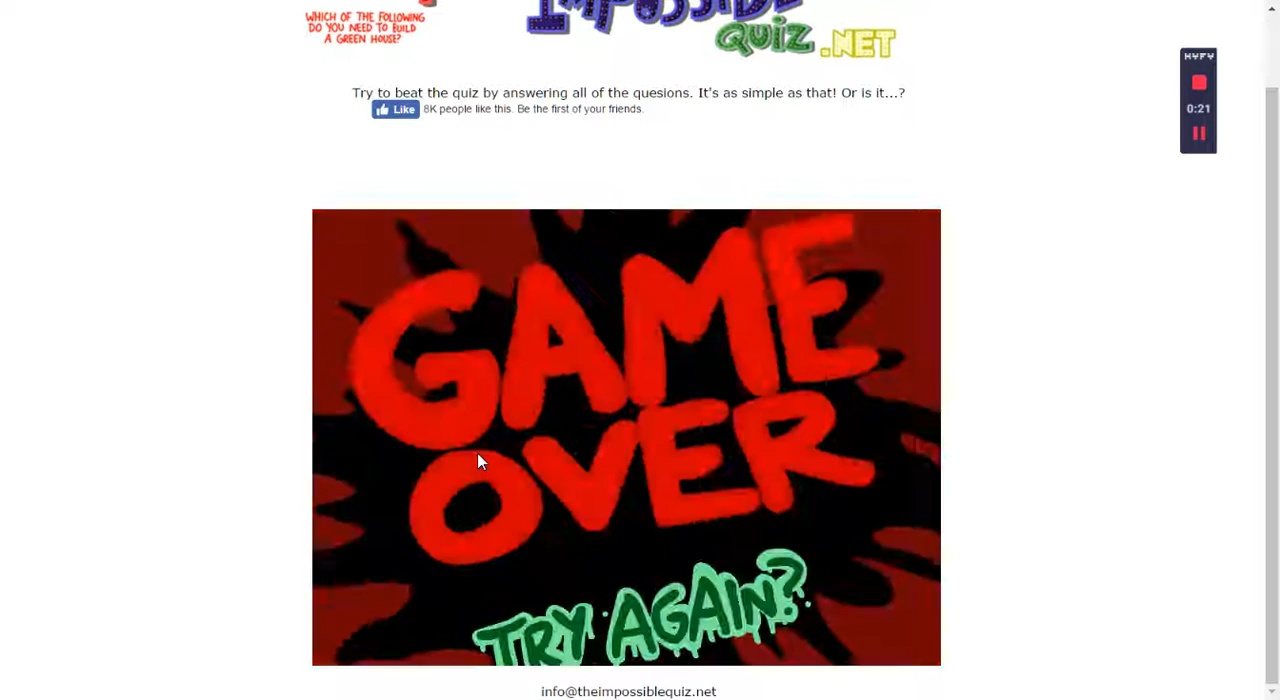 WHICH OF THE FOLLOWING
DO YOU NEED TO BUILD
A GREEN HOUSE?
IMPOSSIBLE
QUIZ.NET
Try to beat the quiz by answering all of the quesions. It's as simple as that! Or is it...?
Like 8K people like this. Be the first of your friends.
HYFY
0:21
GAME
OVER
TRY AGAIN?
info@theimpossiblequiz.net